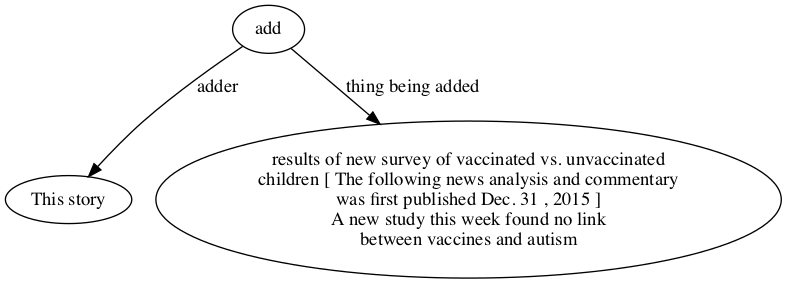 add
adder
thing being added
This story
results of new survey of vaccinated vs. unvaccinated
children [ The following news analysis and commentary
was first published Dec. 31 , 2015 ]
A new study this week found no link
between vaccines and autism